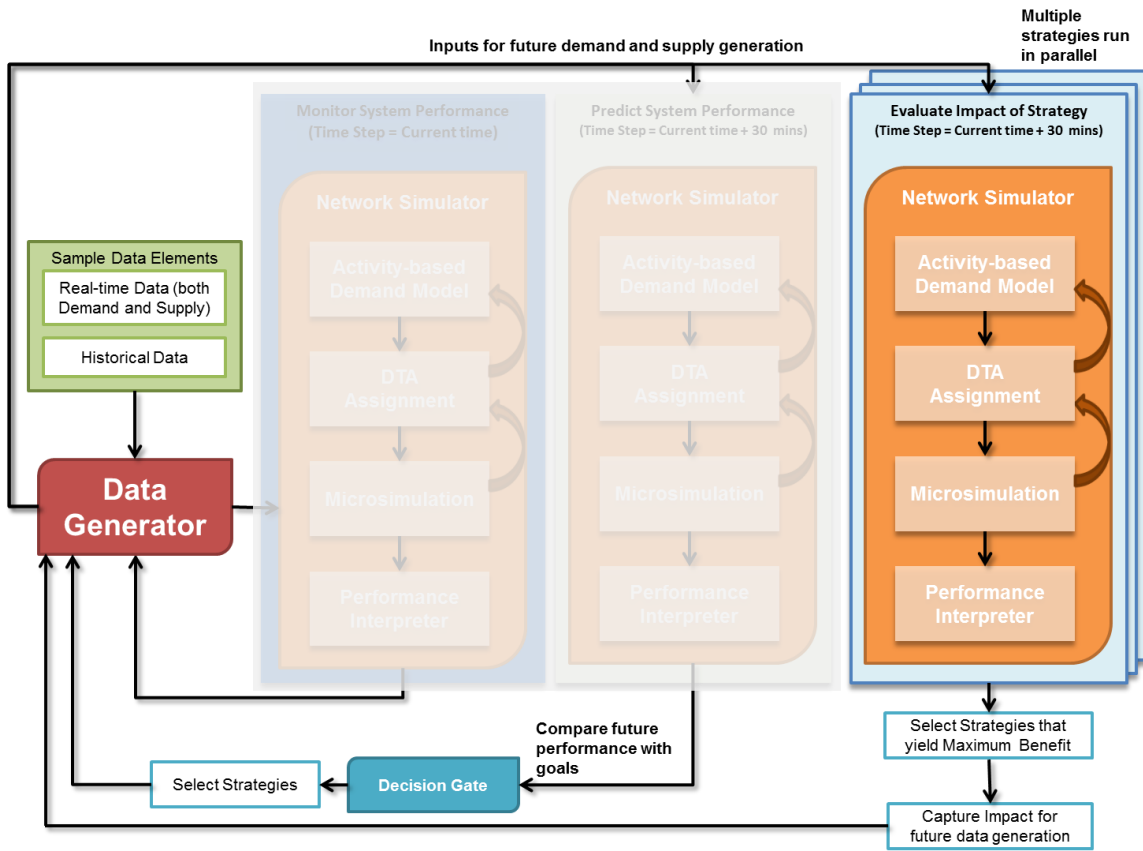 Multiple
strategies run
in parallel
Inputs for future demand and supply generation
Monitor System Performance
(Time Step = Current time)
Network Simulator
Activity-based
Demand Model
DTA
Assignment
Microsimulation
Performance
Interpreter
Predict System Performance
(Time Step = Current time + 30 mins)
Network Simulator
Activity-based
Demand Model
DTA
Assignment
Microsimulation
Performance
Interpreter
Evaluate Impact of Strategy
(Time Step = Current time + 30 mins)
Network Simulator
Activity-based
Demand Model
DTA
Assignment
Microsimulation
Performance
Interpreter
Sample Data Elements
Real-time Data (both
Demand and Supply)
Historical Data
Data
Generator
Compare future
performance with
goals
Decision Gate
Select Strategies
Select Strategies that
yield Maximum Benefit
Capture Impact for
future data generation